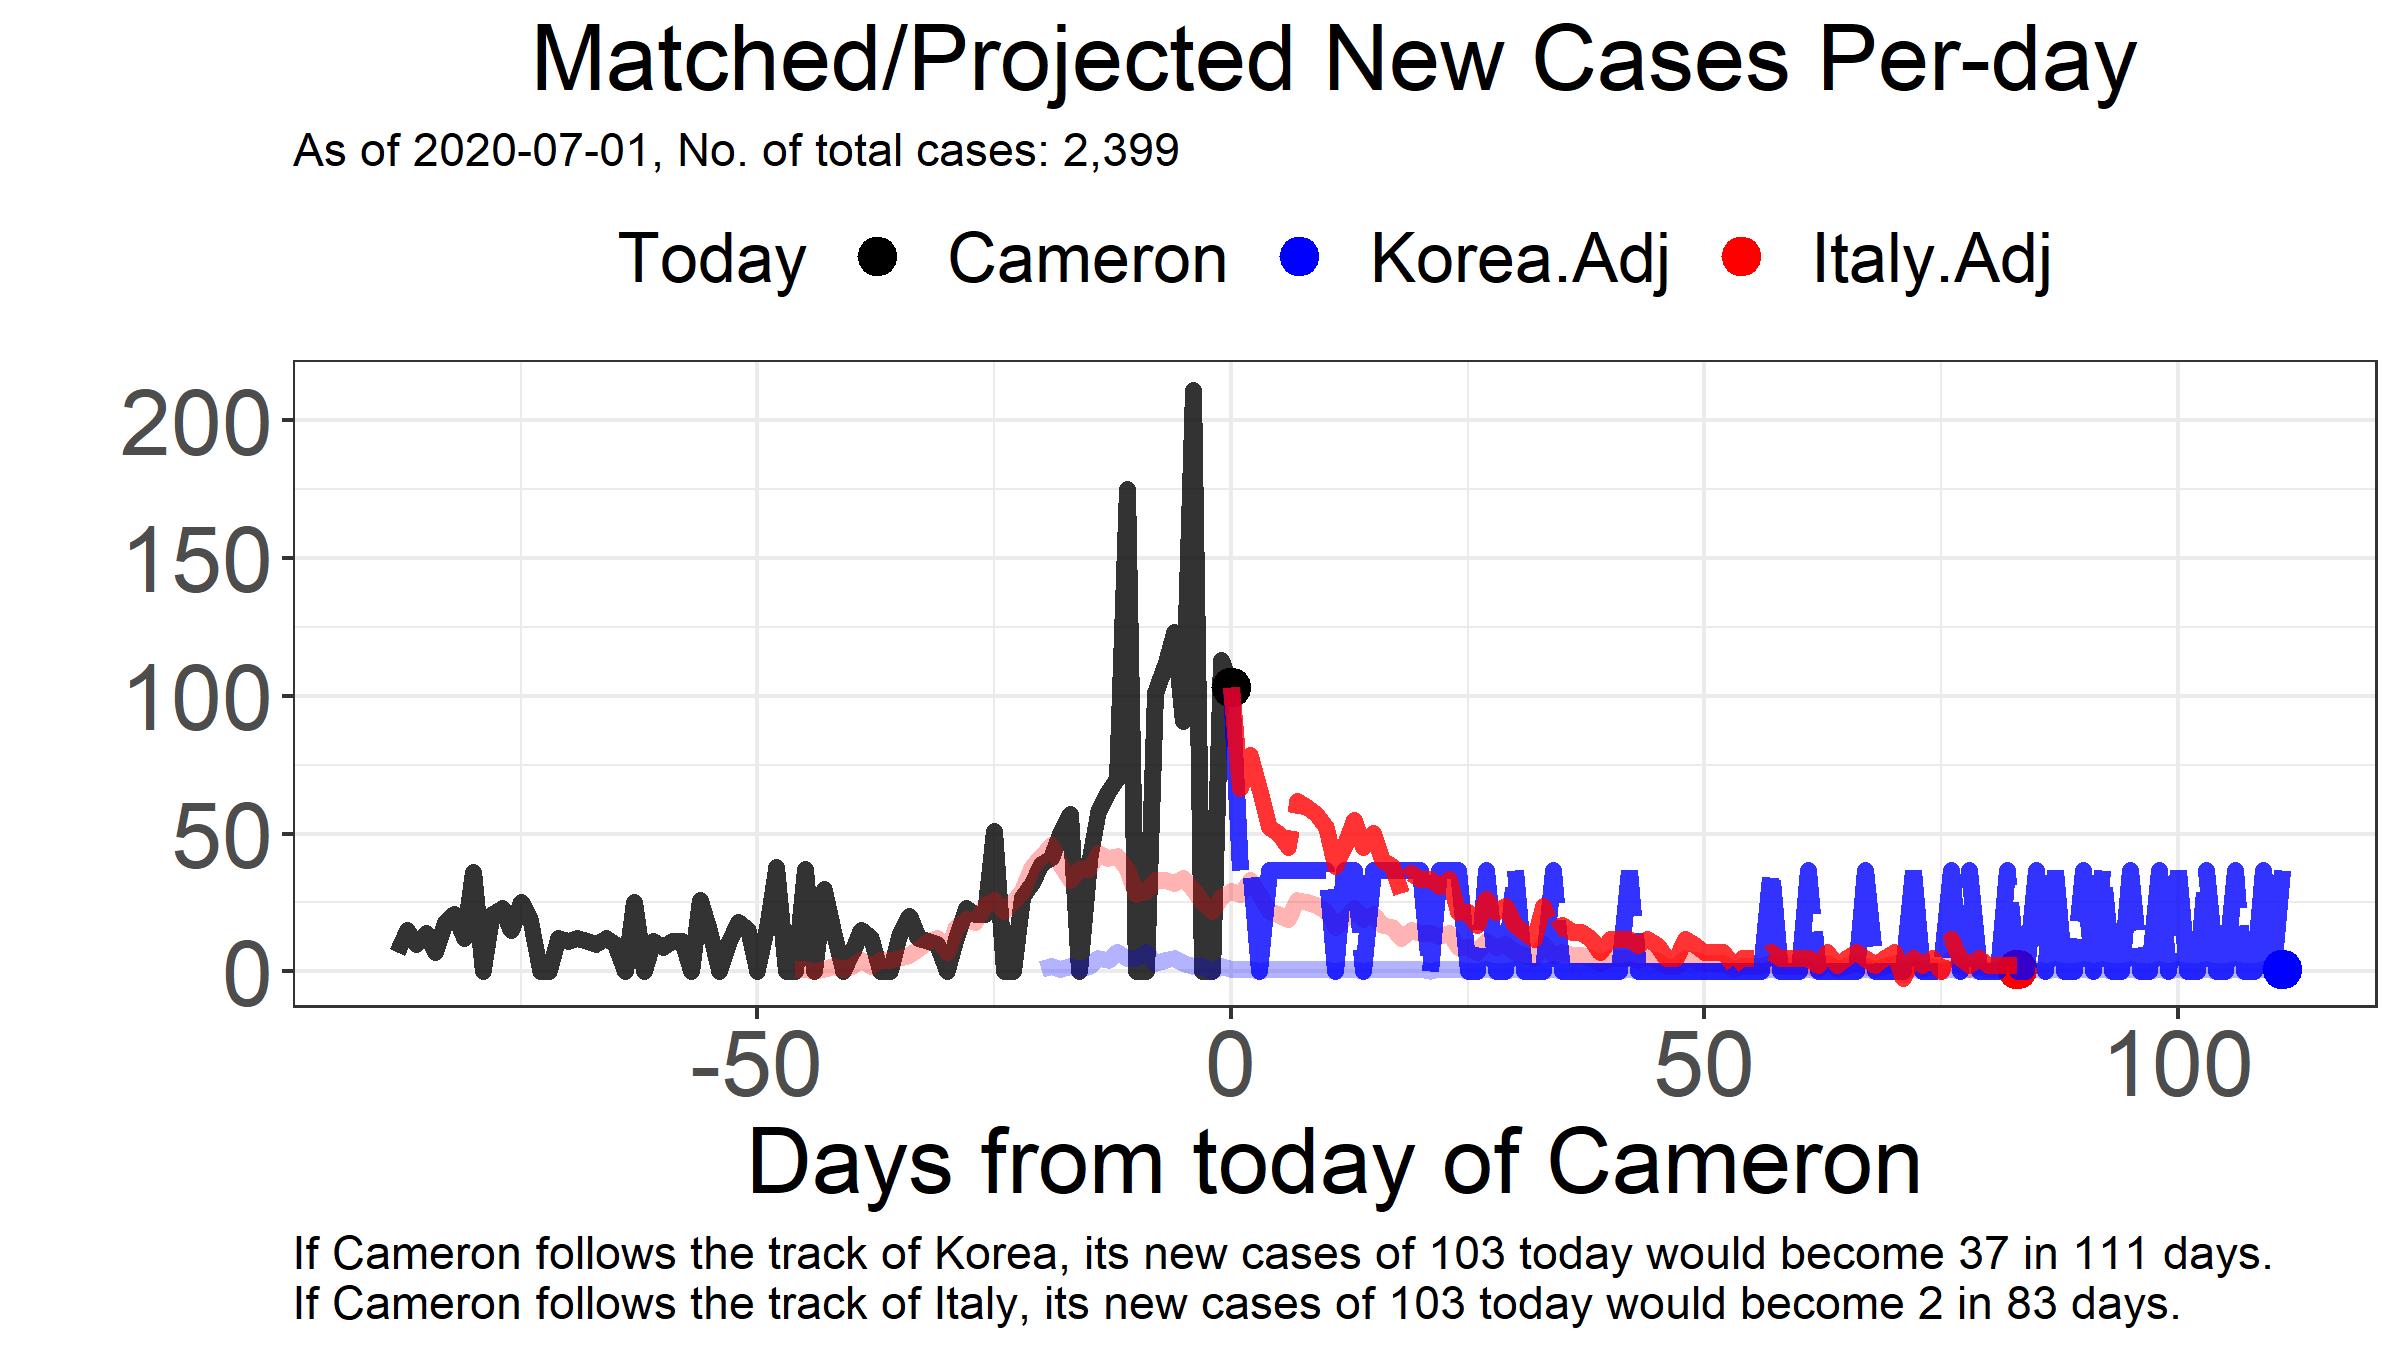 Matched/Projected New Cases Per-day
As of 2020-07-01, No. of total cases: 2,399
Today Cameron Korea.Adj Italy.Adj
200
150
100
50
0
-50 0 50 100
Days from today of Cameron
If Cameron follows the track of Korea, its new cases of 103 today would become 37 in 111 days.
If Cameron follows the track of Italy, its new cases of 103 today would become 2 in 83 days.